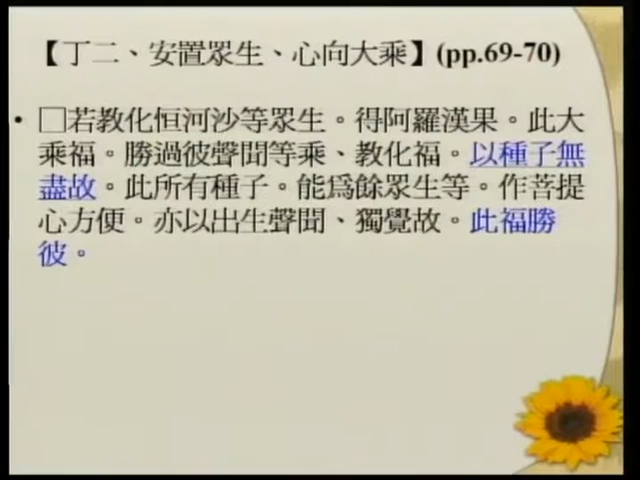 【丁二、安置眾生、心向大乘】(pp.69-70)
• □若教化恒河沙等眾生。得阿羅漢果。此大
乘福。勝過彼聲聞等乘、教化福。以種子無
盡故。此所有種子。能爲餘眾生等。作菩提
心方便。亦以出生聲聞、獨覺故。此福勝
彼。